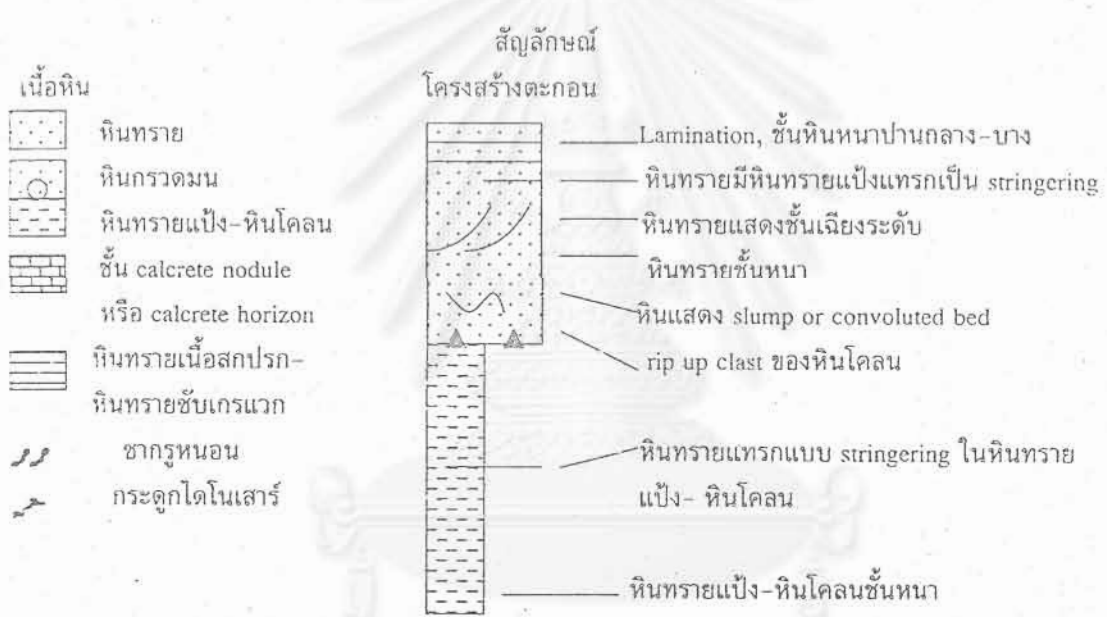 สัญลักษณ์
เนื้อหิน
หินทราย
หินกรวดมน
หินทรายแป้ง-หินโคลน
ชั้น calcrete nodule
หรือ calcrete horizon
หินทรายเนื้อสกปรก-
หินทรายซับเกรแวก
ซากรูหนอน
กระดูกไดโนเสาร์
โครงสร้างตะกอน
Lamination, ชั้นหินหนาปานกลาง-บาง
หินทรายมีหินทรายแป้งแทรกเป็น stringering
หินทรายแสดงชั้นเฉียงระดับ
หินทรายชั้นหนา
หินแสดง slump or convoluted bed
rip up clast ของหินโคลน
หินทรายแทรกแบบ stringering ในหินทราย
แป้ง- หินโคลน
หินทรายแป้ง-หินโคลนชั้นหนา